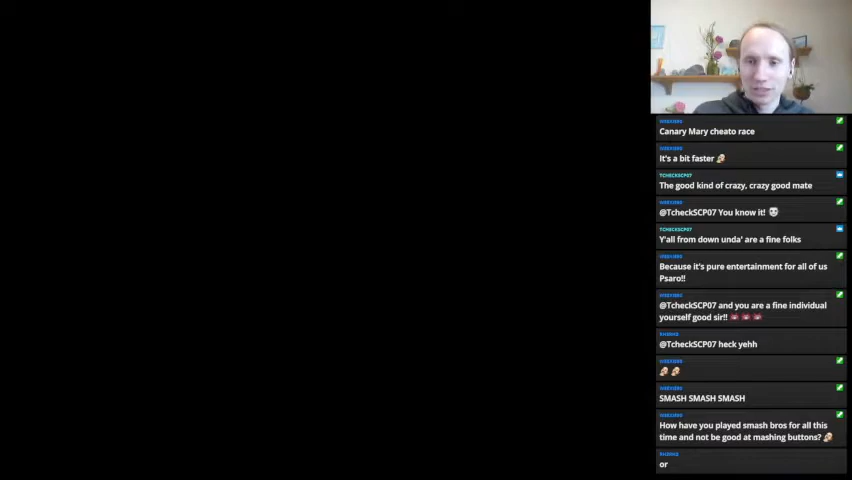 Canary Mary cheato race
It's a bit faster
TCHECKSCP07
The good kind of crazy, crazy good mate
@TcheckSCP07 You know it!
TCHECKSCP07
Y'all from down unda' are a fine folks
Because it's pure entertainment for all of us
Psaro!!
@TcheckSCP07 and you are a fine individual
yourself good sir!!
@TcheckSCP07 heck yehh
SMASH SMASH SMASH
How have you played smash bros for all this
time and not be good at mashing buttons?
or